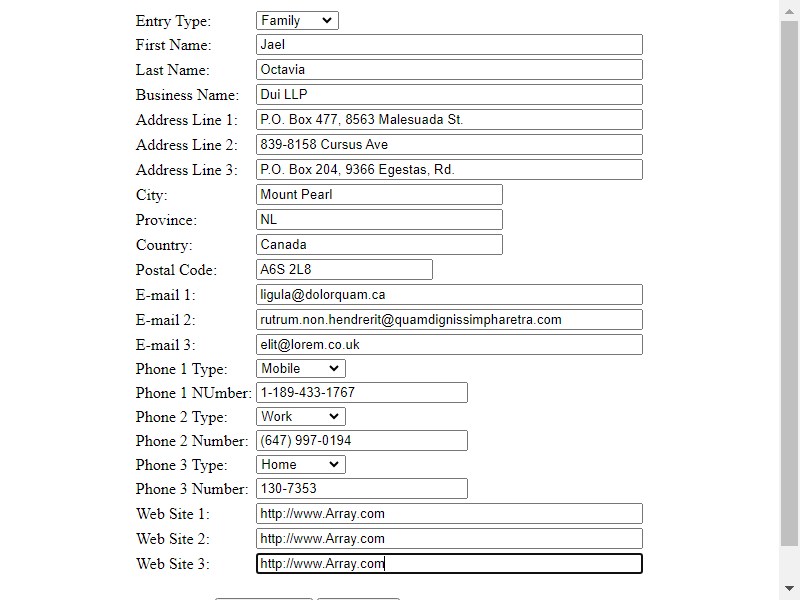 Entry Type: Family
First Name: Jael
Last Name: Octavia
Business Name: Dui LLP
Address Line 1: P.O. Box 477, 8563 Malesuada St.
Address Line 2: 839-8158 Cursus Ave
Address Line 3: P.O. Box 204, 9366 Egestas, Rd.
City: Mount Pearl
Province: NL
Country: Canada
Postal Code: A6S 2L8
E-mail 1: ligula@dolorquam.ca
E-mail 2: rutrum.non.hendrerit@quamdignissimpharetra.com
E-mail 3: elit@lorem.co.uk
Phone 1 Type: Mobile
Phone 1 NUmber: 1-189-433-1767
Phone 2 Type: Work
Phone 2 Number: (647) 997-0194
Phone 3 Type: Home
Phone 3 Number: 130-7353
Web Site 1: http://www.Array.com
Web Site 2: http://www.Array.com
Web Site 3: http://www.Array.com